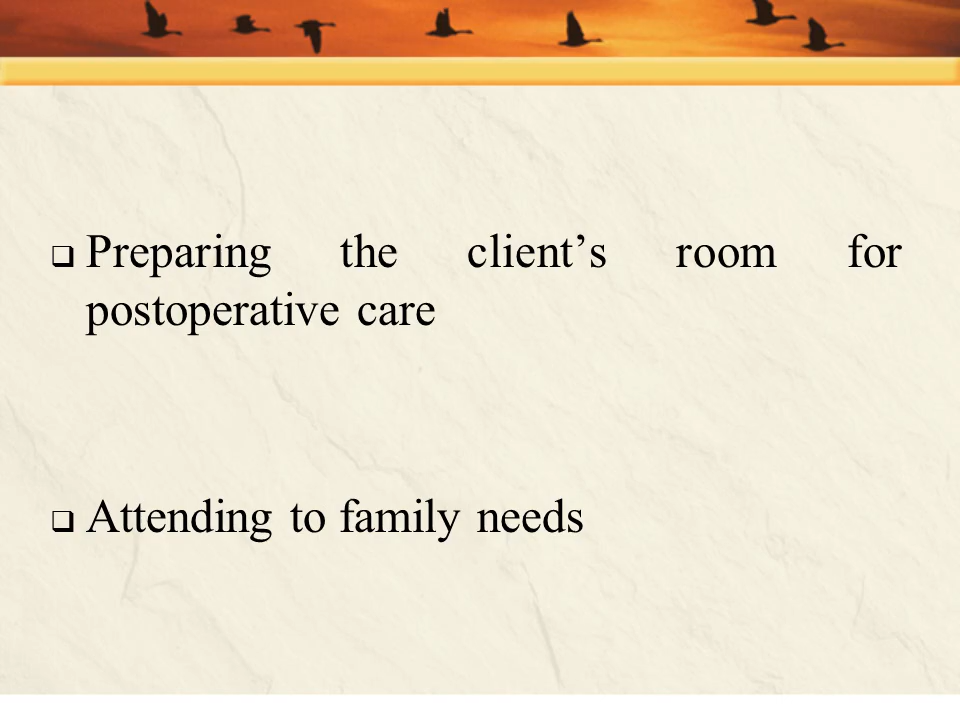 ❑ Preparing the client’s room for
postoperative care
❑ Attending to family needs